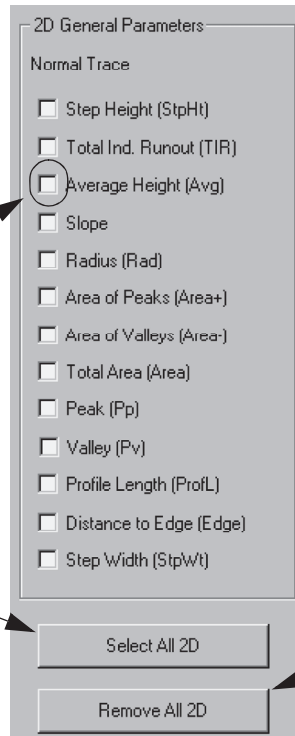 2D General Parameters
Normal Trace
Step Height (StpHt)
Total Ind. Runout (TIR)
Average Height (Avg)
Slope
Radius (Rad)
Area of Peaks (Area+)
Area of Valleys (Area-)
Total Area (Area)
Peak (Pp)
Valley (Pv)
Profile Length (ProfL)
Distance to Edge (Edge)
Step Width (StpWt)
Select All 2D
Remove All 2D